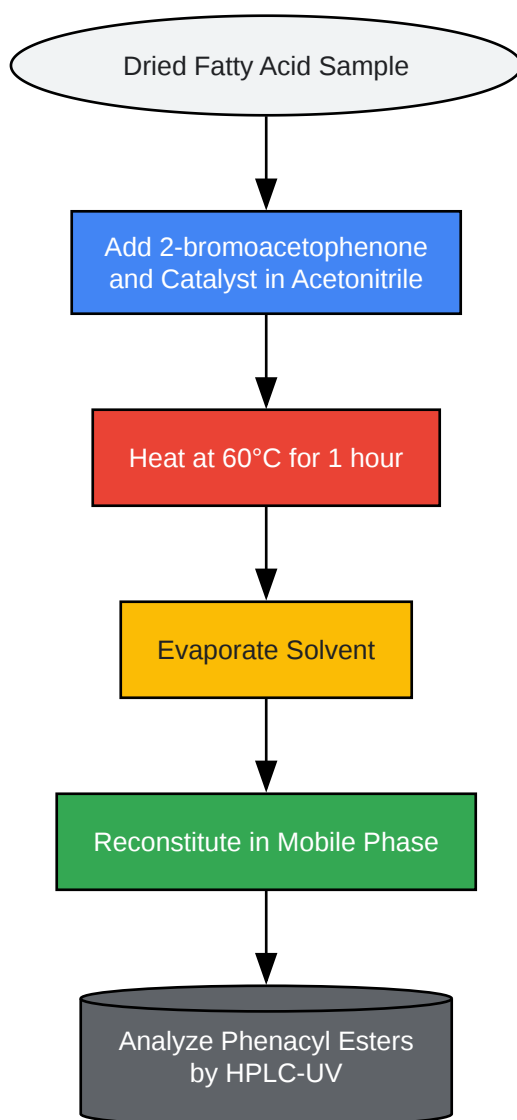 Dried Fatty Acid Sample
Add 2-bromoacetophenone
and Catalyst in Acetonitrile
Heat at 60°C for 1 hour
Evaporate Solvent
Reconstitute in Mobile Phase
Analyze Phenacyl Esters
by HPLC-UV